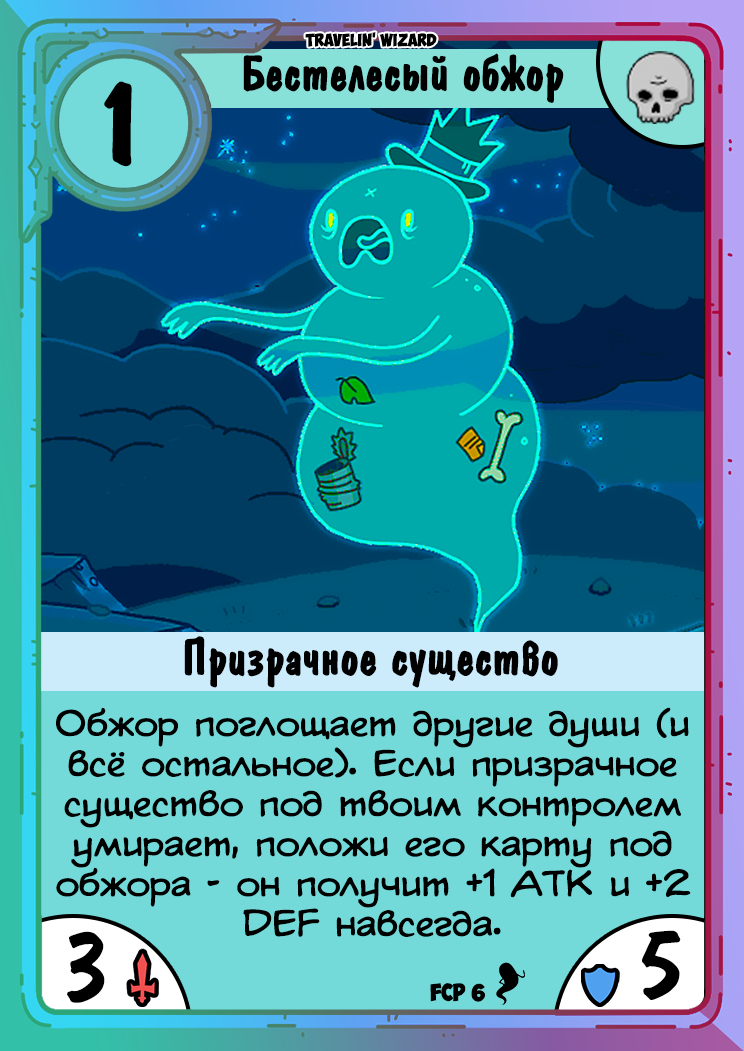 TRAVELIN' WIZARD
Бестелесый обжор
1
Призрачное существо
Обжор поглощает другие души (и
всё остальное). Если призрачное
существо под твоим контролем
умирает, положи его карту под
обжора - он получит +1 АТК и +2
DEF навсегда.
3
FCP 6
5